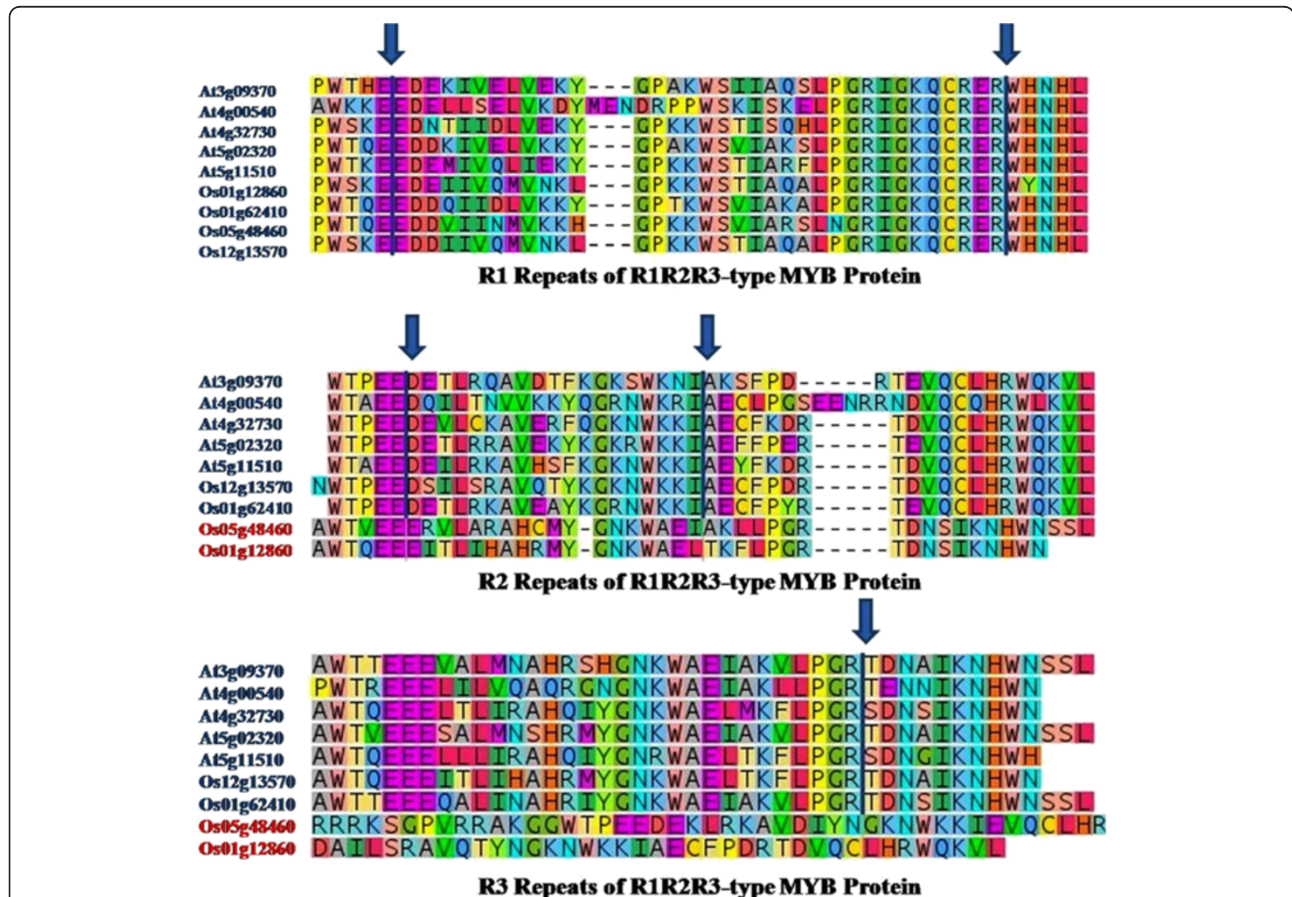 At3g09370 PWTHEEDEKIVELVEKY---GPAKWSIIAQSLPGRIGKQCRERWHNHL
At4g00540 AWKKEEDELLSELVKDYMENDRPPWSKISKELPGRIGKQCRERWHNHL
At4g32730 PWSKEEDNTIIDLVEKY---GPKKWSTISQHLPGRIGKQCRERWHNHL
At5g02320 PWTQEEDDKIVELVKKY---GPAKWSVIAKSLPGRIGKQCRERWHNHL
At5g11510 PWTKEEDEMIVQLIEKY---GPKKWSTIARFLPGRIGKQCRERWHNHL
Os01g12860 PWSKEEDEIIVQMVNKL---GPKKWSTIAQALPGRIGKQCRERWYNHL
Os01g62410 PWTQEEDDQIIDLVKKY---GPTKWSVIAKALPGRIGKQCRERWHNHL
Os05g48460 PWTQEEDDVIINMVKKH---GPKKWSVIARSLNGRIGKQCRERWHNHL
Os12g13570 PWSKEEDDIIVQMVNKL---GPKKWSTIAQALPGRIGKQCRERWHNHL
R1 Repeats of R1R2R3-type MYB Protein
At3g09370 WTPEEDETLRQAVDTFKGKSWKNIAKSFPD-----RTEVQCLHRWQKVL
At4g00540 WTAEEDQILTNVVKKYQGRNWKRIAECLPGSEENRRNDVQCQHRWLKVL
At4g32730 WTPEEDEVLCKAVERFQGKNWKKIAECFKDR-----TDVQCLHRWQKVL
At5g02320 WTPEEDETLRRAVEKYKGKRWKKIAEFFPER-----TEVQCLHRWQKVL
At5g11510 WTAEEDEILRKAVHSFKGKNWKKIAEYFKDR-----TDVQCLHRWQKVL
Os12g13570 NWTPEEDSILSRAVQTYKGKNWKKIAECFPDR-----TDVQCLHRWQKVL
Os01g62410 WTPEEDETLRKAVEAYKGRNWKKIAECFPYR-----TEVQCLHRWQKVL
Os05g48460 AWTVEEERVLARAHCMY-GNKWAEIAKLLPGR-----TDNSIKNHWNSSL
Os01g12860 AWTQEEEITLIHAHRMY-GNKWAELTKFLPGR-----TDNSIKNHWN
R2 Repeats of R1R2R3-type MYB Protein
At3g09370 AWTTEEEVALMNAHRSHGNKWAEIAKVLPGRTDNAIKNHWNSSL
At4g00540 PWTREEELILVQAQRGNGNKWAEIAKLLPGRTENNIKNHWN
At4g32730 AWTQEEELTLIRAHQIYGNKWAELMKFLPGRSDNSIKNHWN
At5g02320 AWTVEEESALMNSHRMYGNKWAEIAKVLPGRTDNAIKNHWNSSL
At5g11510 AWTQEEELLLIRAHQIYGNRWAELTKFLPGRSDNGIKNHWH
Os12g13570 AWTQEEEITLIHAHRMYGNKWAELTKFLPGRTDNAIKNHWN
Os01g62410 AWTTEEEQALINAHRIYGNKWAEIAKVLPGRTDNSIKNHWNSSL
Os05g48460 RRRKSGPVRRAKGGWTPEEDEKLRKAVDIYNGKNWKKIEVQCLHR
Os01g12860 DAILSRAVQTYNGKNWKKIAECFPDRTDVQCLHRWQKVL
R3 Repeats of R1R2R3-type MYB Protein